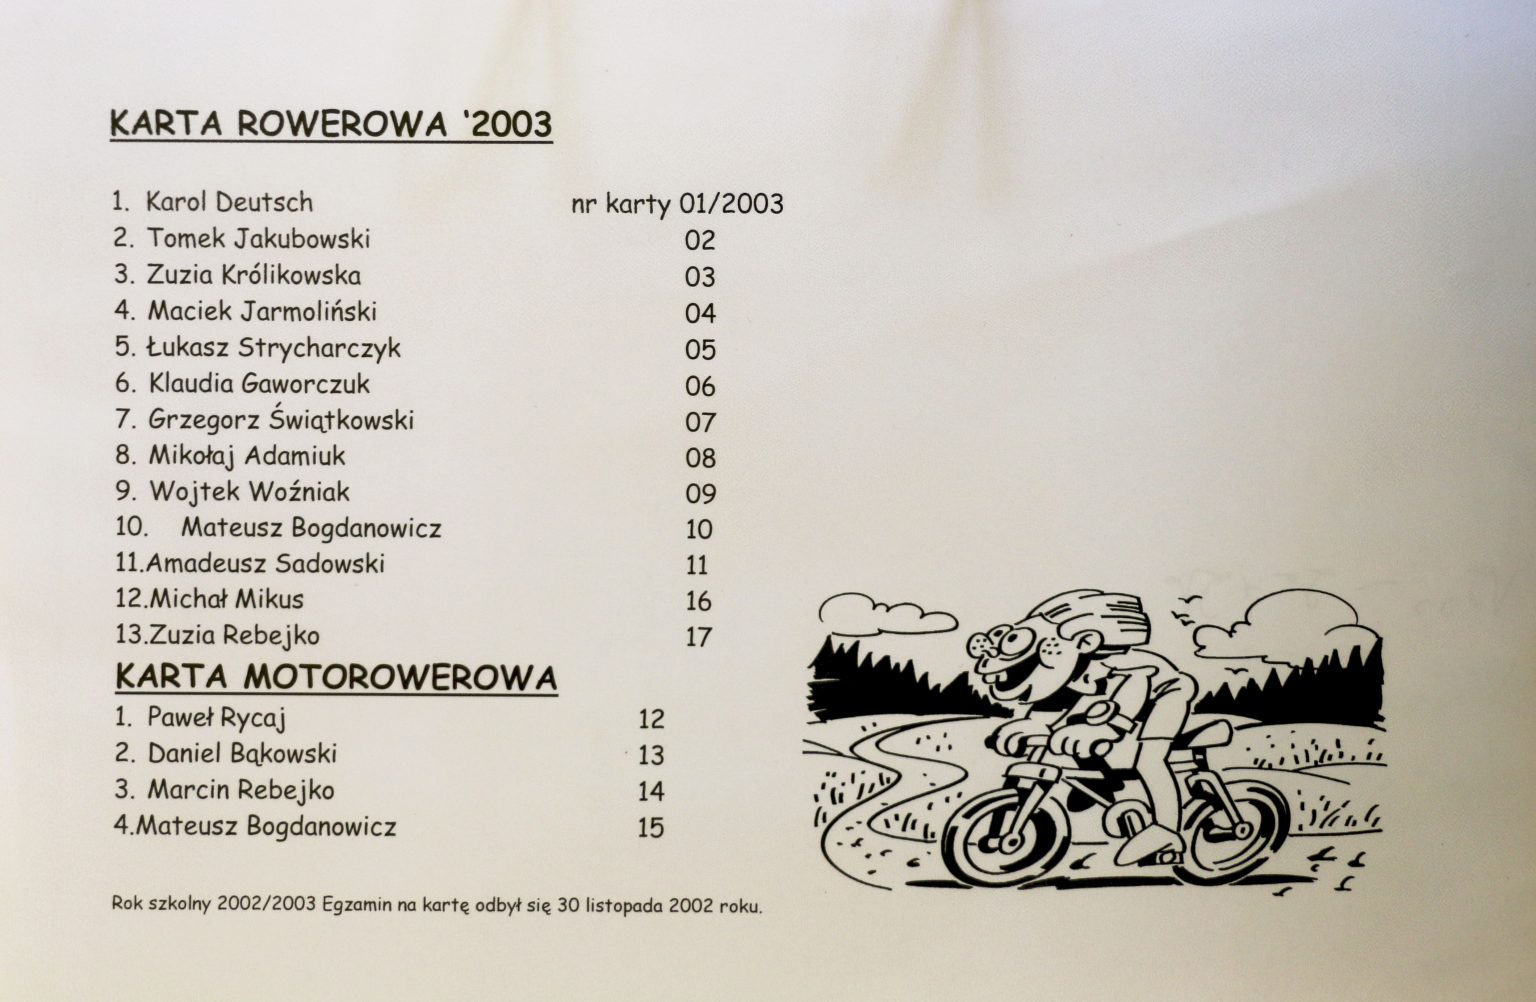 KARTA ROWEROWA '2003
1. Karol Deutsch nr karty 01/2003
2. Tomek Jakubowski 02
3. Zuzia Królikowska 03
4. Maciek Jarmoliński 04
5. Łukasz Strycharczyk 05
6. Klaudia Gaworczuk 06
7. Grzegorz Świątkowski 07
8. Mikołaj Adamiuk 08
9. Wojtek Woźniak 09
10. Mateusz Bogdanowicz 10
11.Amadeusz Sadowski 11
12.Michał Mikus 16
13.Zuzia Rebejko 17
KARTA MOTOROWEROWA
1. Paweł Rycaj 12
2. Daniel Bąkowski 13
3. Marcin Rebejko 14
4.Mateusz Bogdanowicz 15
Rok szkolny 2002/2003 Egzamin na kartę odbył się 30 listopada 2002 roku.